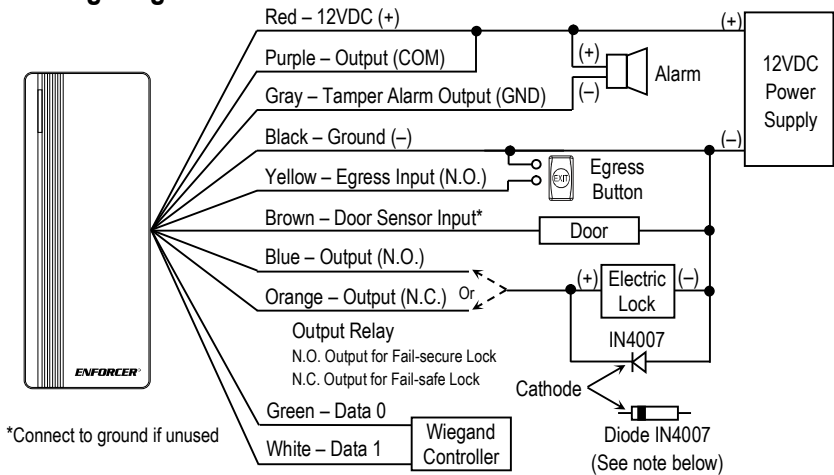 Red – 12VDC (+)
Purple – Output (COM)
Gray – Tamper Alarm Output (GND)
Black – Ground (–)
Yellow – Egress Input (N.O.)
Brown – Door Sensor Input*
Blue – Output (N.O.)
Orange – Output (N.C.)
Or
Output Relay
N.O. Output for Fail-secure Lock
N.C. Output for Fail-safe Lock
Green – Data 0
White – Data 1
(+)
(–)
Alarm
(+)
(–)
12VDC
Power
Supply
EXIT
Egress
Button
Door
(+)
Electric
Lock
(–)
IN4007
Cathode
Diode IN4007
(See note below)
Wiegand
Controller
ENFORCER
*Connect to ground if unused